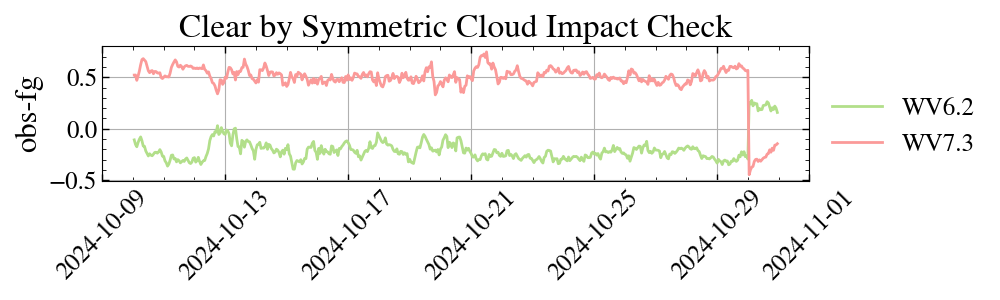 Clear by Symmetric Cloud Impact Check
obs-fg
0.5
0.0
−0.5
2024-10-09
2024-10-13
2024-10-17
2024-10-21
2024-10-25
2024-10-29
2024-11-01
WV6.2
WV7.3